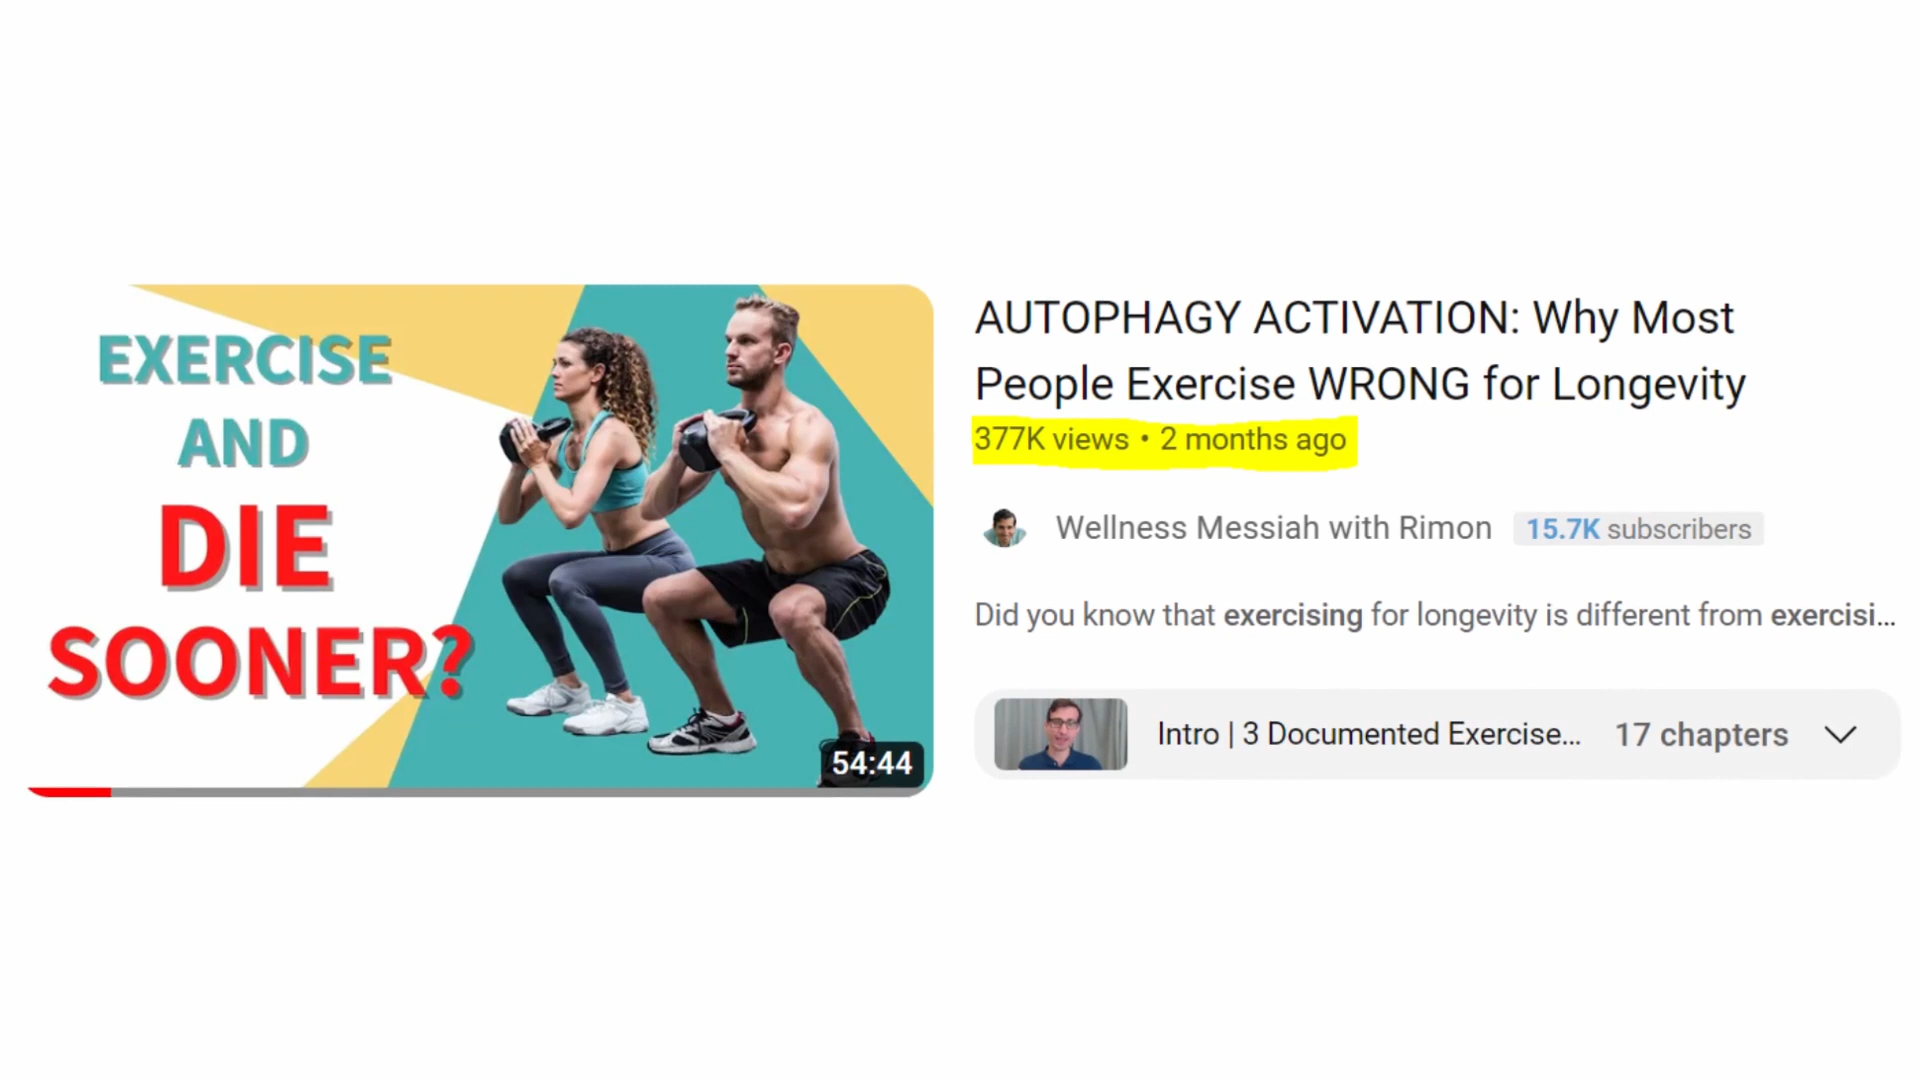 EXERCISE
AND
DIE
SOONER?
54:44
AUTOPHAGY ACTIVATION: Why Most
People Exercise WRONG for Longevity
377K views • 2 months ago
Wellness Messiah with Rimon 15.7K subscribers
Did you know that exercising for longevity is different from exercisi...
Intro | 3 Documented Exercise... 17 chapters